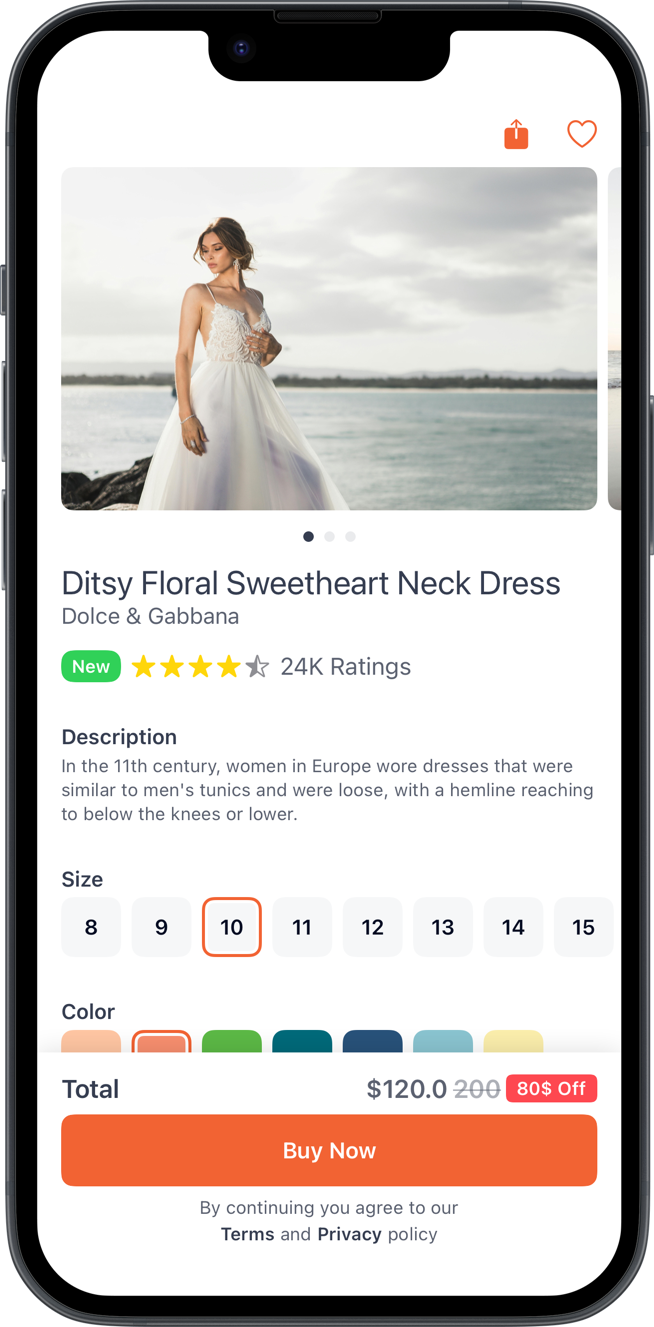 Ditsy Floral Sweetheart Neck Dress
Dolce & Gabbana
New 24K Ratings
Description
In the 11th century, women in Europe wore dresses that were
similar to men's tunics and were loose, with a hemline reaching
to below the knees or lower.
Size
8 9 10 11 12 13 14 15
Color
Total $120.0 200 80$ Off
Buy Now
By continuing you agree to our
Terms and Privacy policy